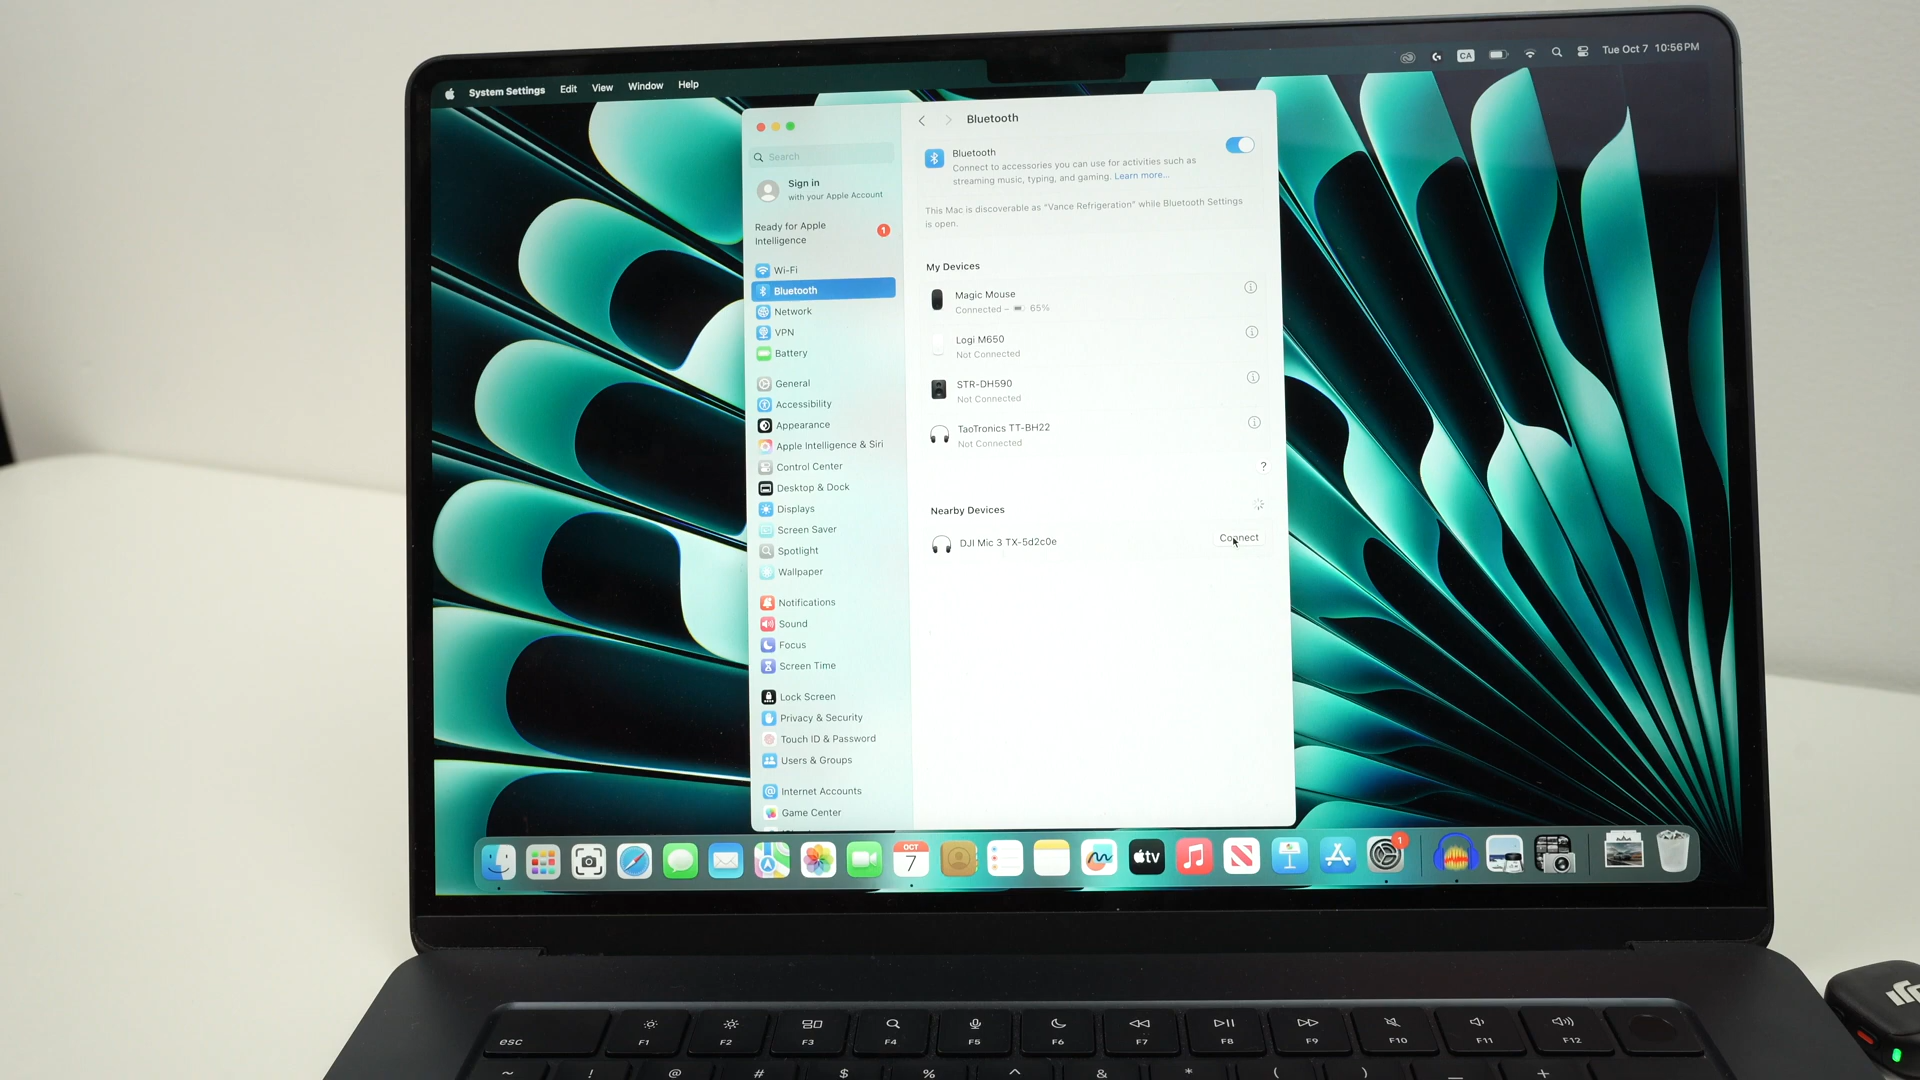 System Settings Edit View Window Help
CA Tue Oct 7 10:56 PM
Search
Sign in
with your Apple Account
Ready for Apple
Intelligence
1
Wi-Fi
Bluetooth
Network
VPN
Battery
General
Accessibility
Appearance
Apple Intelligence & Siri
Control Center
Desktop & Dock
Displays
Screen Saver
Spotlight
Wallpaper
Notifications
Sound
Focus
Screen Time
Lock Screen
Privacy & Security
Touch ID & Password
Users & Groups
Internet Accounts
Game Center
Bluetooth
Bluetooth
Connect to accessories you can use for activities such as
streaming music, typing, and gaming. Learn more...
This Mac is discoverable as “Vance Refrigeration” while Bluetooth Settings
is open.
My Devices
Magic Mouse
Connected – 65%
Logi M650
Not Connected
STR-DH590
Not Connected
TaoTronics TT-BH22
Not Connected
?
Nearby Devices
DJI Mic 3 TX-5d2c0e
Connect
OCT
7
tv
1
esc F1 F2 F3 F4 F5 F6 F7 F8 F9 F10 F11 F12
~ ! @ # $ % ^ & * ( ) _ +
dji